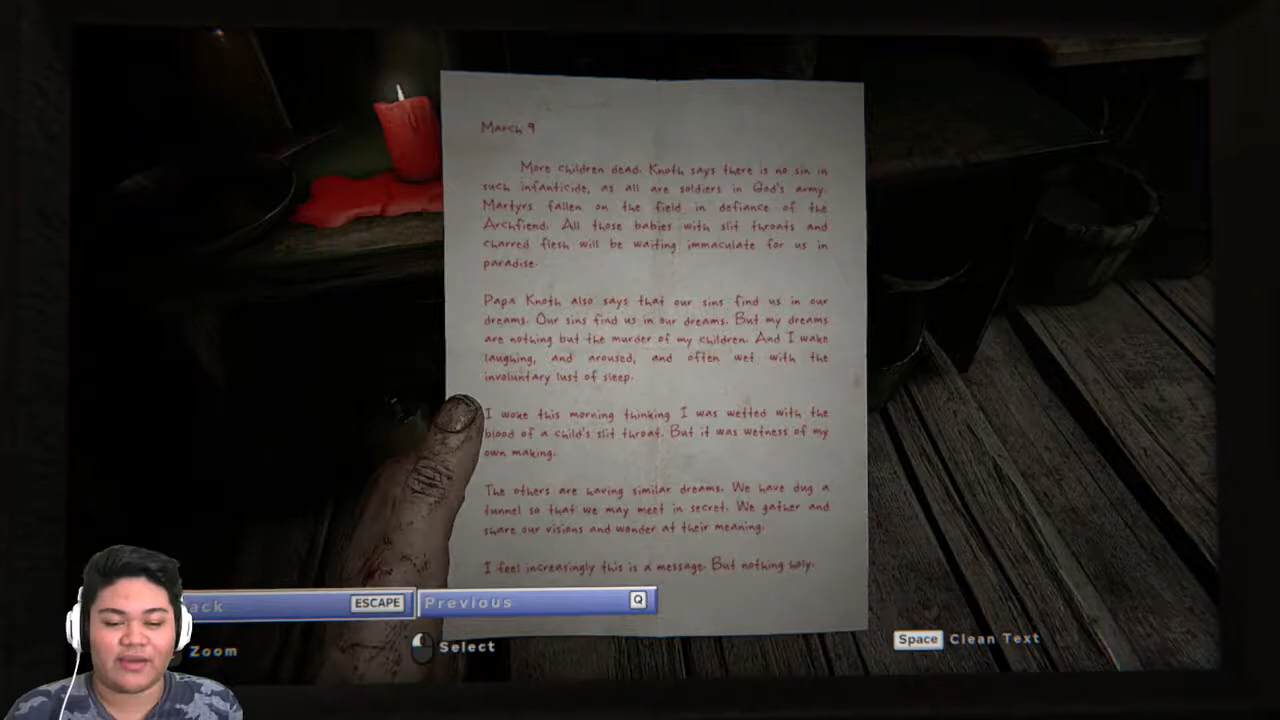 March 9
More children dead. Knoth says there is no sin in
such infanticide, as all are soldiers in God's army.
Martyrs fallen on the field in defiance of the
Archfiend. All those babies with slit throats and
charred flesh will be waiting immaculate for us in
paradise.
Papa Knoth also says that our sins find us in our
dreams. Our sins find us in our dreams. But my dreams
are nothing but the murder of my children. And I wake
laughing, and aroused, and often wet with the
involuntary lust of sleep.
I woke this morning thinking I was wetted with the
blood of a child's slit throat. But it was wetness of my
own making.
The others are having similar dreams. We have dug a
tunnel so that we may meet in secret. We gather and
share our visions and wonder at their meaning.
I feel increasingly this is a message. But nothing holy.
ack ESCAPE Previous Q
Zoom Select Space Clean Text